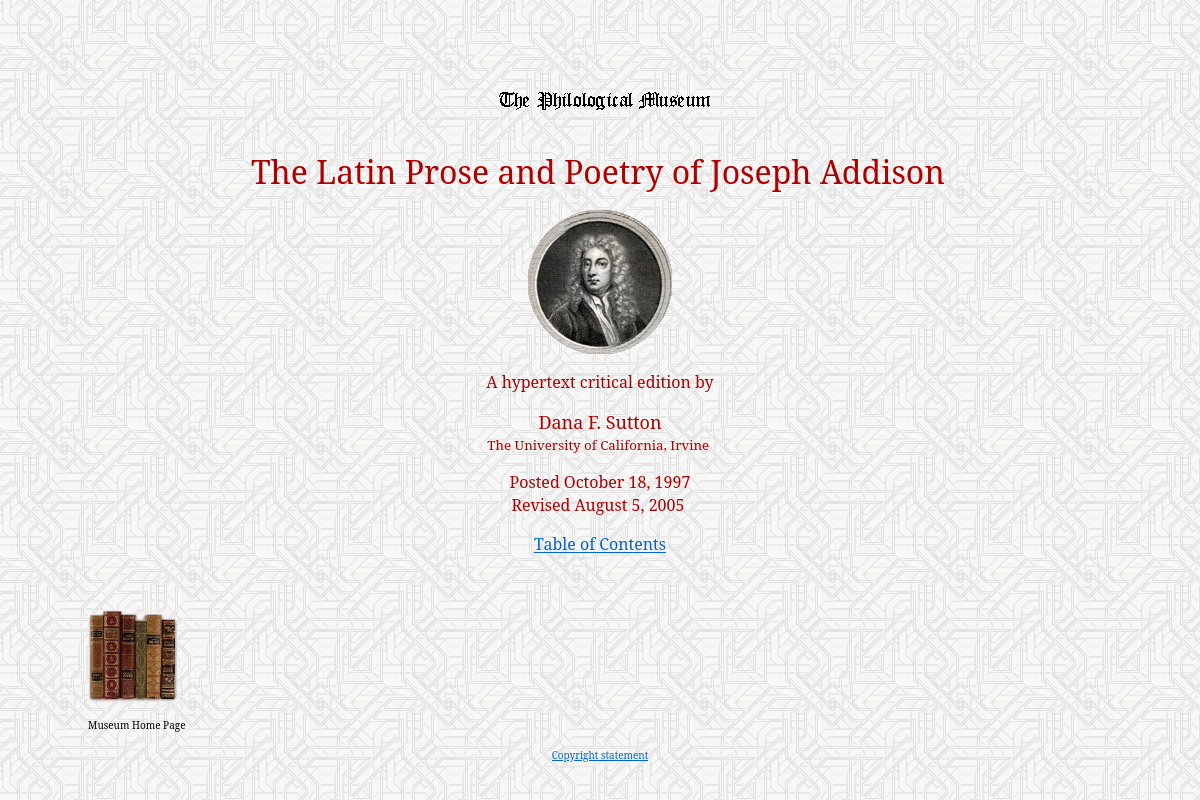 The Philological Museum
The Latin Prose and Poetry of Joseph Addison
A hypertext critical edition by
Dana F. Sutton
The University of California, Irvine
Posted October 18, 1997
Revised August 5, 2005
Table of Contents
Museum Home Page
Copyright statement